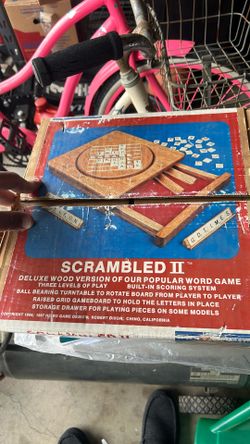 SCRAMBLED II
DELUXE WOOD VERSION OF OUR POPULAR WORD GAME
THREE LEVELS OF PLAY BUILT-IN SCORING SYSTEM
BALL BEARING TURNTABLE TO ROTATE BOARD FROM PLAYER TO PLAYER
RAISED GRID GAMEBOARD TO HOLD THE LETTERS IN PLACE
STORAGE DRAWER FOR PLAYING PIECES ON SOME MODELS
CHINO, CALIFORNIA